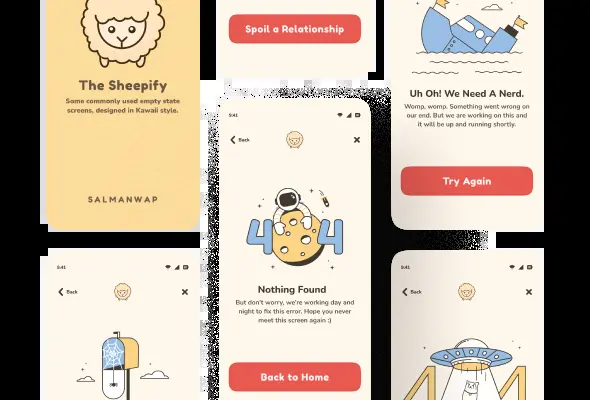 The Sheepify
Some commonly used empty state
screens, designed in Kawaii style.
SALMANWAP
Spoil a Relationship
Uh Oh! We Need A Nerd.
Womp, womp. Something went wrong on
our end. But we are working on this and
it will be up and running shortly.
Try Again
9:41
Back
404
Nothing Found
But don't worry, we're working day and
night to fix this error. Hope you never
meet this screen again :)
Back to Home
9:41
Back
9:41
Back